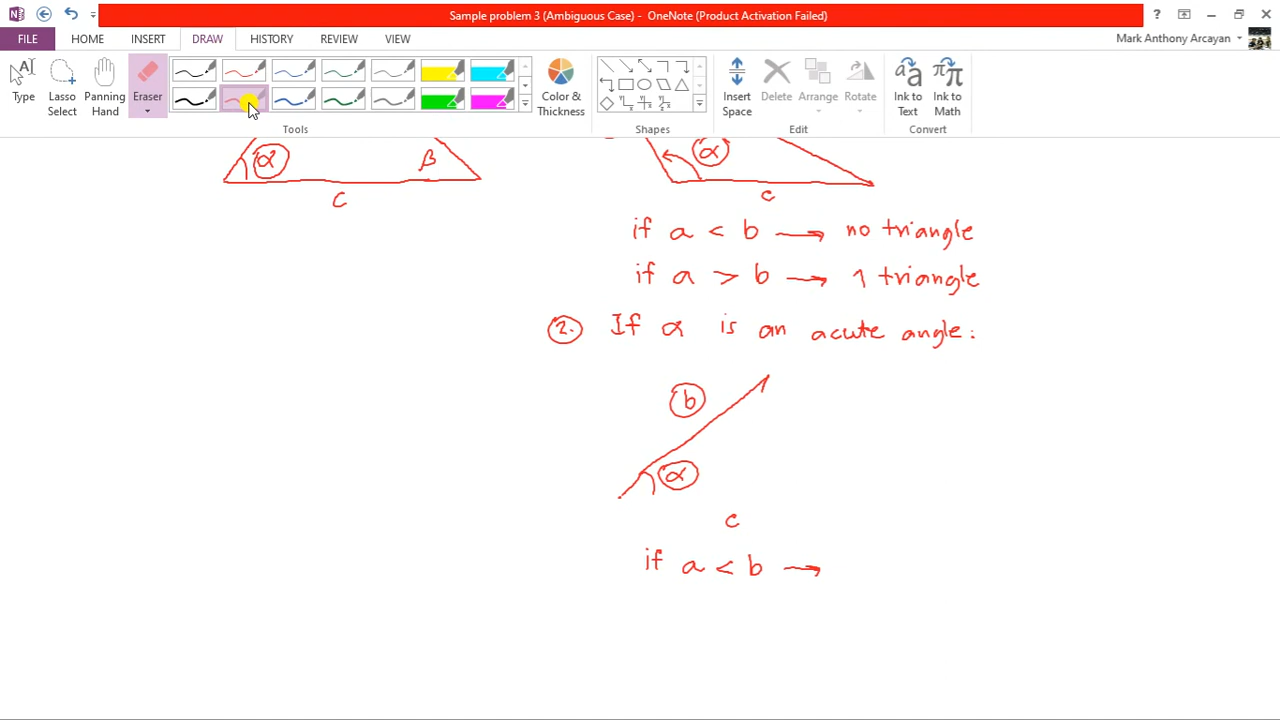 Sample problem 3 (Ambiguous Case) - OneNote (Product Activation Failed)
FILE HOME INSERT DRAW HISTORY REVIEW VIEW
Mark Anthony Arcayan
Type
Lasso Select
Panning Hand
Eraser
Color & Thickness
Insert Space
Delete
Arrange
Rotate
Ink to Text
Ink to Math
Tools
Shapes
Edit
Convert
α β
c
α
c
if a < b → no triangle
if a > b → 1 triangle
2. If α is an acute angle:
b
α
c
if a < b →